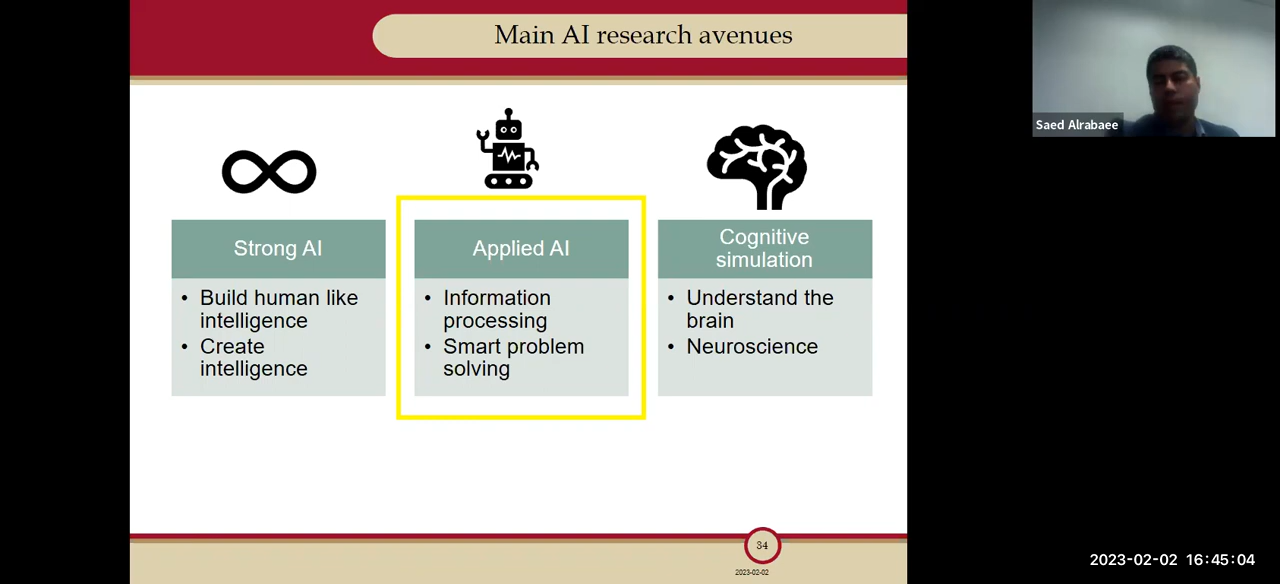 Main AI research avenues
Saed Alrabaee
Strong AI
• Build human like
intelligence
• Create
intelligence
Applied AI
• Information
processing
• Smart problem
solving
Cognitive
simulation
• Understand the
brain
• Neuroscience
34
2023-02-02
2023-02-02 16:45:04